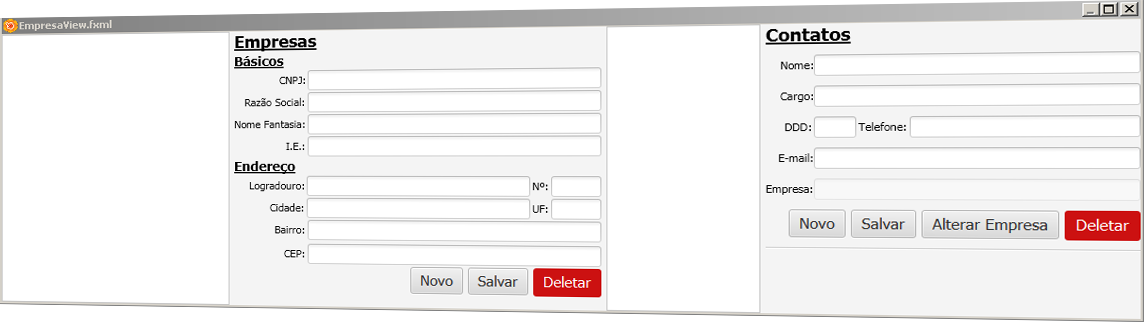 EmpresaView.fxml
Empresas
Básicos
CNPJ:
Razão Social:
Nome Fantasia:
I.E.:
Endereço
Logradouro: Nº:
Cidade: UF:
Bairro:
CEP:
Novo Salvar Deletar
Contatos
Nome:
Cargo:
DDD: Telefone:
E-mail:
Empresa:
Novo Salvar Alterar Empresa Deletar